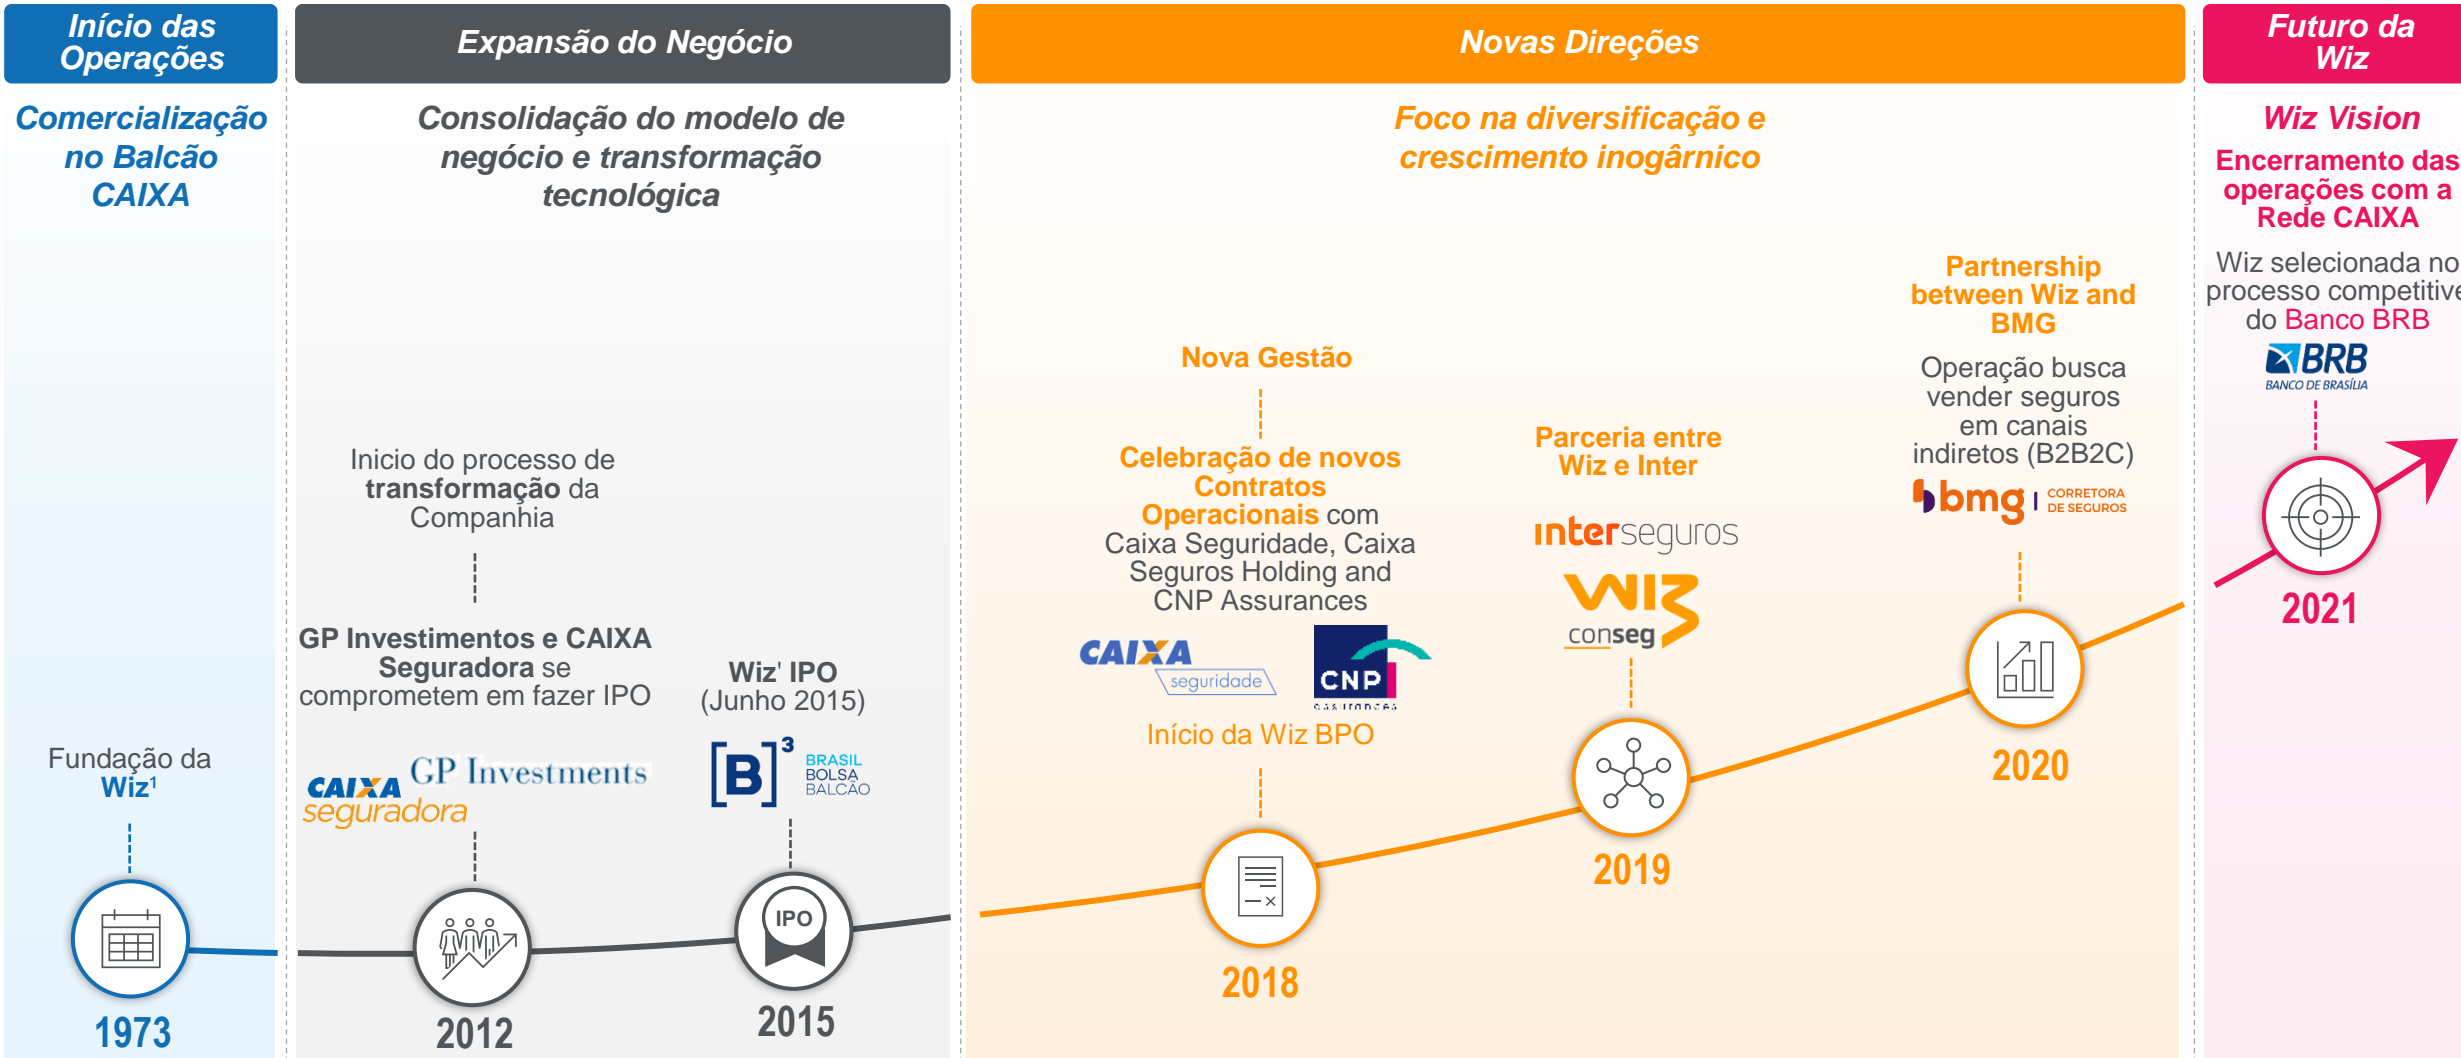 Início das
Operações
Comercialização
no Balcão
CAIXA
Fundação da
Wiz¹
1973
Expansão do Negócio
Consolidação do modelo de
negócio e transformação
tecnológica
Inicio do processo de
transformação da
Companhia
GP Investimentos e CAIXA
Seguradora se
comprometem em fazer IPO
CAIXA
seguradora
GP Investments
2012
Wiz' IPO
(Junho 2015)
[B]³
BRASIL
BOLSA
BALCÃO
IPO
2015
Novas Direções
Foco na diversificação e
crescimento inogârnico
Nova Gestão
Celebração de novos
Contratos
Operacionais com
Caixa Seguridade, Caixa
Seguros Holding and
CNP Assurances
CAIXA
seguridade
CNP
assurances
Início da Wiz BPO
2018
Parceria entre
Wiz e Inter
interseguros
WIZ
conseg
2019
Partnership
between Wiz and
BMG
Operação busca
vender seguros
em canais
indiretos (B2B2C)
bmg
CORRETORA
DE SEGUROS
2020
Futuro da
Wiz
Wiz Vision
Encerramento das
operações com a
Rede CAIXA
Wiz selecionada no
processo competitive
do Banco BRB
BRB
BANCO DE BRASÍLIA
2021